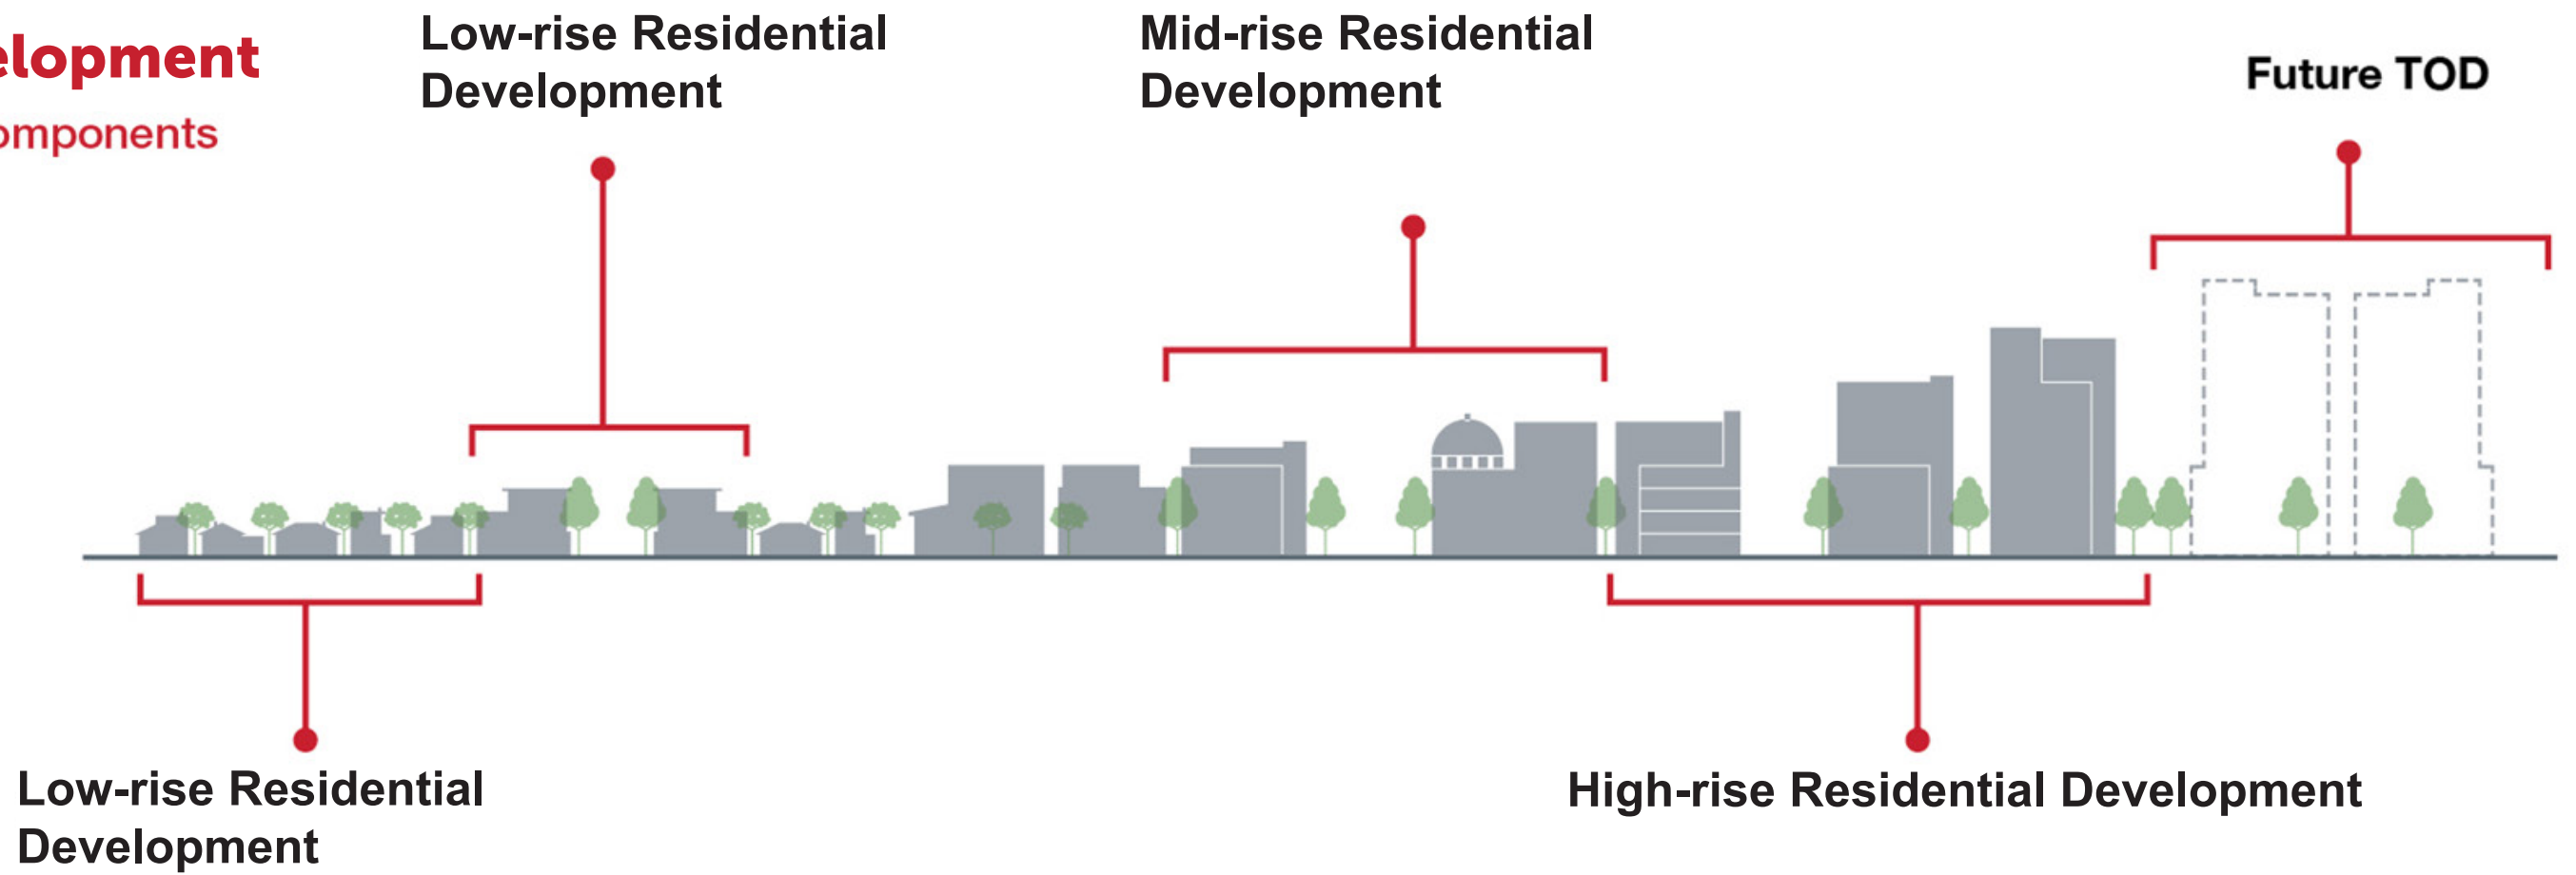 elopment
omponents
Low-rise Residential
Development
Mid-rise Residential
Development
Future TOD
Low-rise Residential
Development
High-rise Residential Development